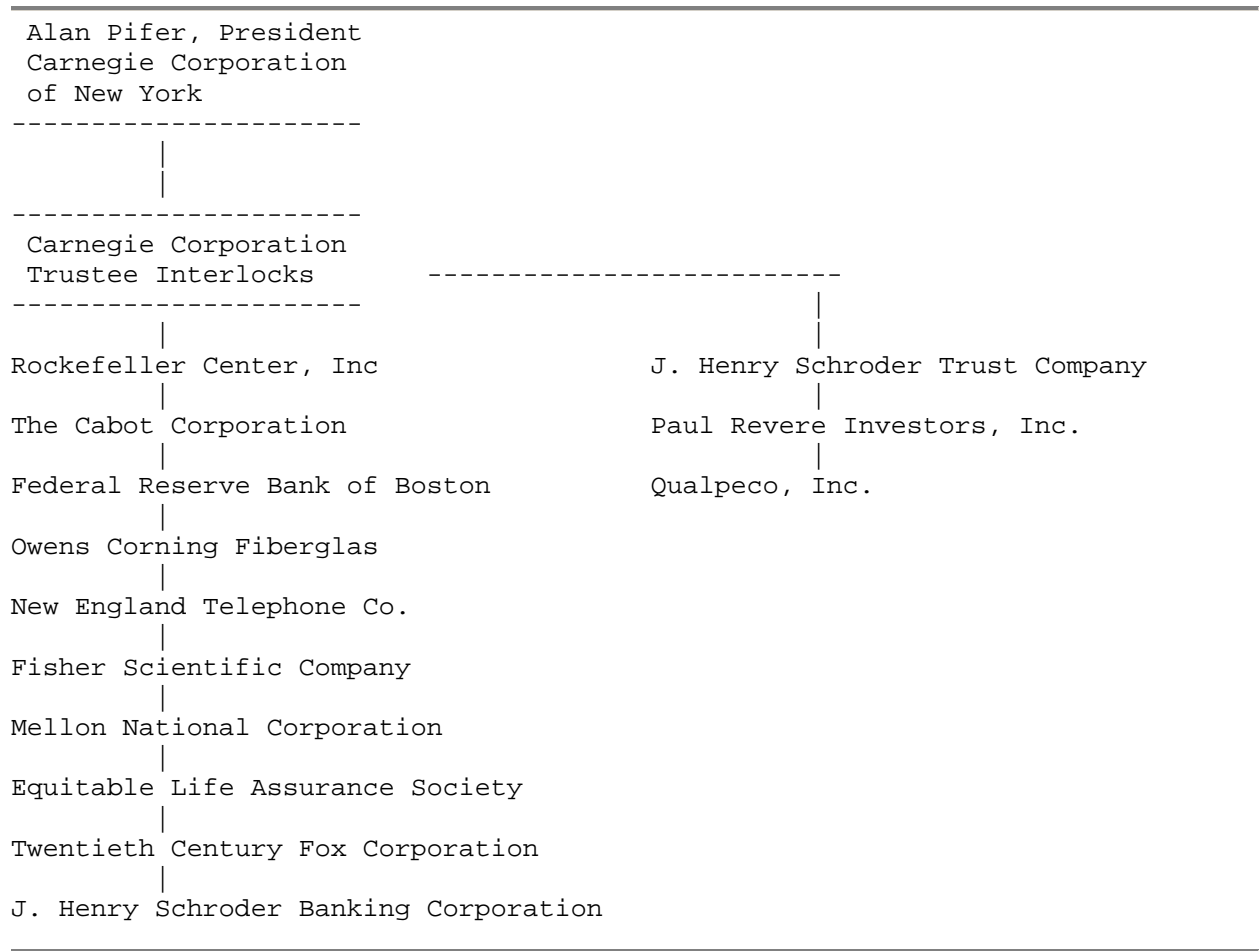 Alan Pifer, President
Carnegie Corporation
of New York
----------------------
|
|
----------------------
Carnegie Corporation
Trustee Interlocks --------------------------
---------------------- |
| |
Rockefeller Center, Inc J. Henry Schroder Trust Company
| |
The Cabot Corporation Paul Revere Investors, Inc.
| |
Federal Reserve Bank of Boston Qualpeco, Inc.
|
Owens Corning Fiberglas
|
New England Telephone Co.
|
Fisher Scientific Company
|
Mellon National Corporation
|
Equitable Life Assurance Society
|
Twentieth Century Fox Corporation
|
J. Henry Schroder Banking Corporation